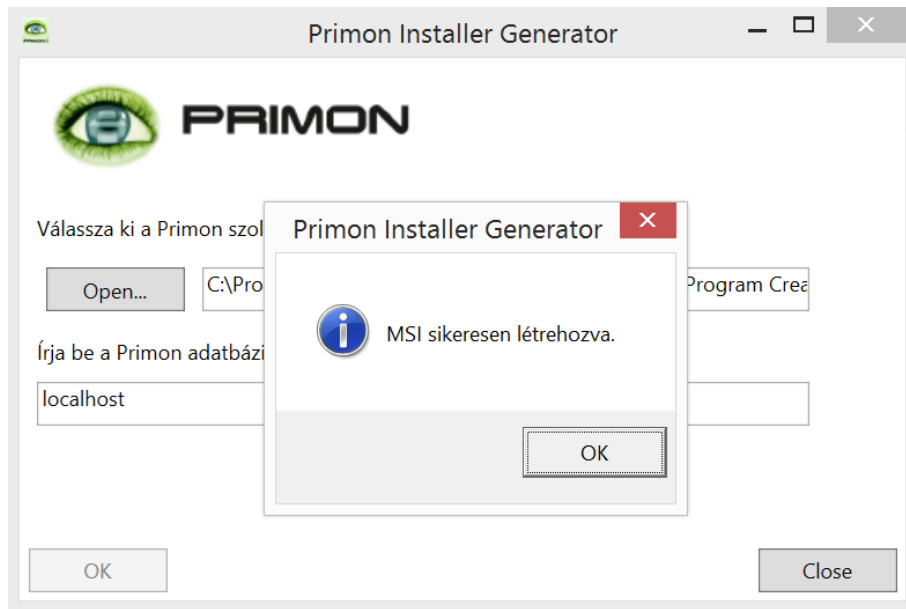 Primon Installer Generator
PRIMON
Válassza ki a Primon szol
Primon Installer Generator
Open...
C:\Pro
Program Crea
MSI sikeresen létrehozva.
Írja be a Primon adatbázi
localhost
OK
OK
Close